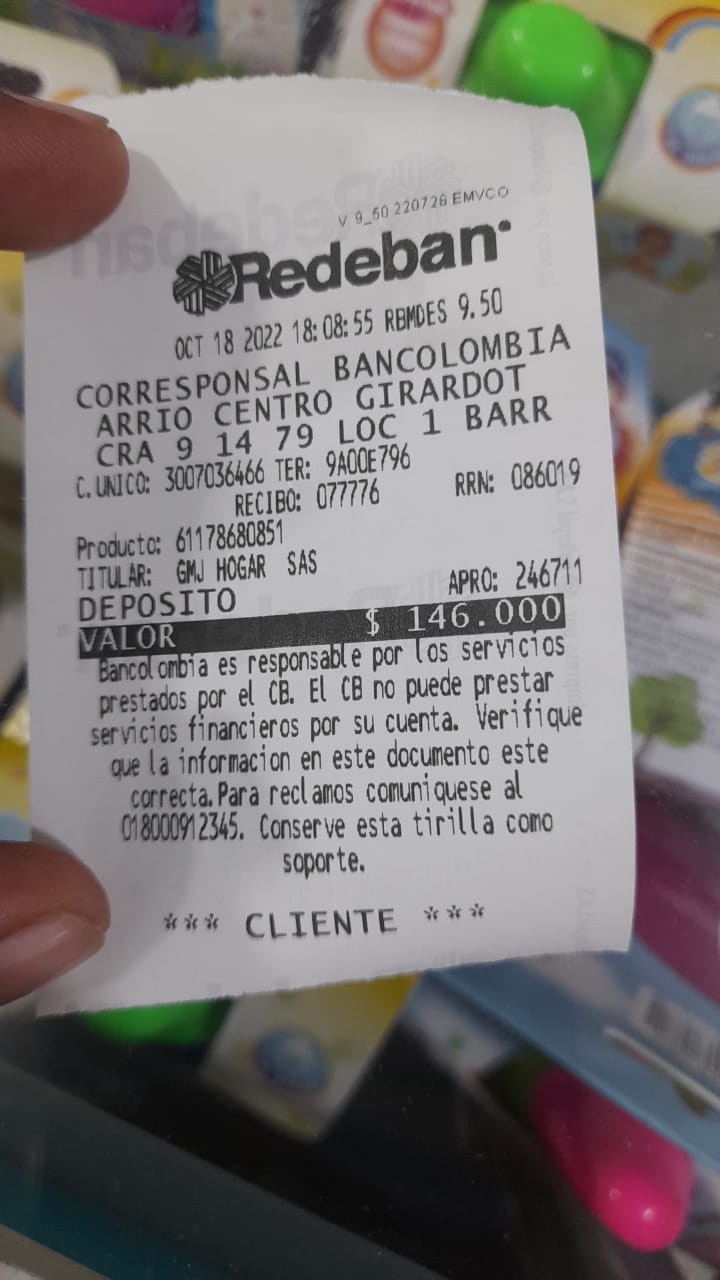 V 9_50 220728 EMVCO
Redeban
OCT 18 2022 18:08:55 RBMDES 9.50
CORRESPONSAL BANCOLOMBIA
ARRIO CENTRO GIRARDOT
CRA 9 14 79 LOC 1 BARR
C. UNICO: 3007036466 TER: 9A00E796
RECIBO: 077776 RRN: 086019
Producto: 61178680851
TITULAR: GMJ HOGAR SAS
DEPOSITO APRO: 246711
VALOR $ 146.000
Bancolombia es responsable por los servicios
prestados por el CB. El CB no puede prestar
servicios financieros por su cuenta. Verifique
que la informacion en este documento este
correcta.Para reclamos comuniquese al
018000912345. Conserve esta tirilla como
soporte.
*** CLIENTE ***